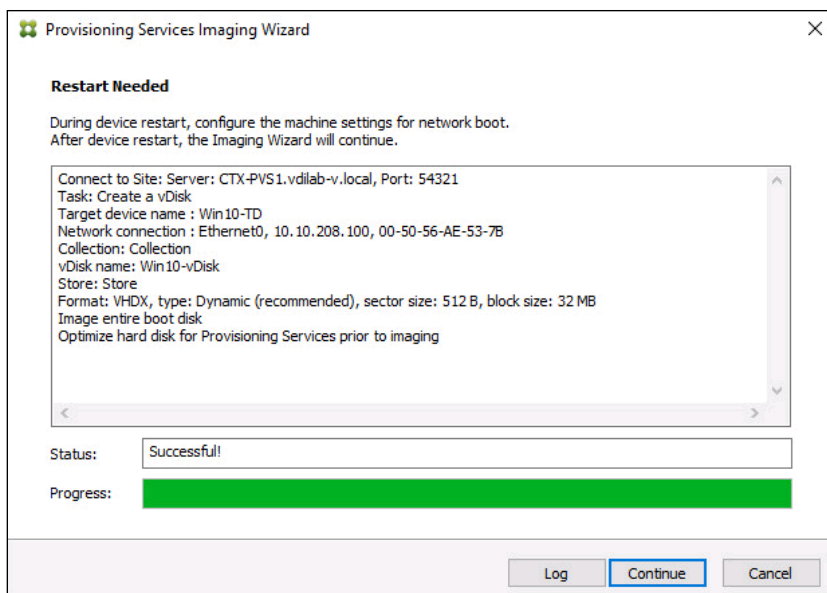 Provisioning Services Imaging Wizard
Restart Needed
During device restart, configure the machine settings for network boot.
After device restart, the Imaging Wizard will continue.
Connect to Site: Server: CTX-PVS1.vdilab-v.local, Port: 54321
Task: Create a vDisk
Target device name : Win10-TD
Network connection : Ethernet0, 10.10.208.100, 00-50-56-AE-53-7B
Collection: Collection
vDisk name: Win10-vDisk
Store: Store
Format: VHDX, type: Dynamic (recommended), sector size: 512 B, block size: 32 MB
Image entire boot disk
Optimize hard disk for Provisioning Services prior to imaging
Status: Successful!
Progress:
Log Continue Cancel